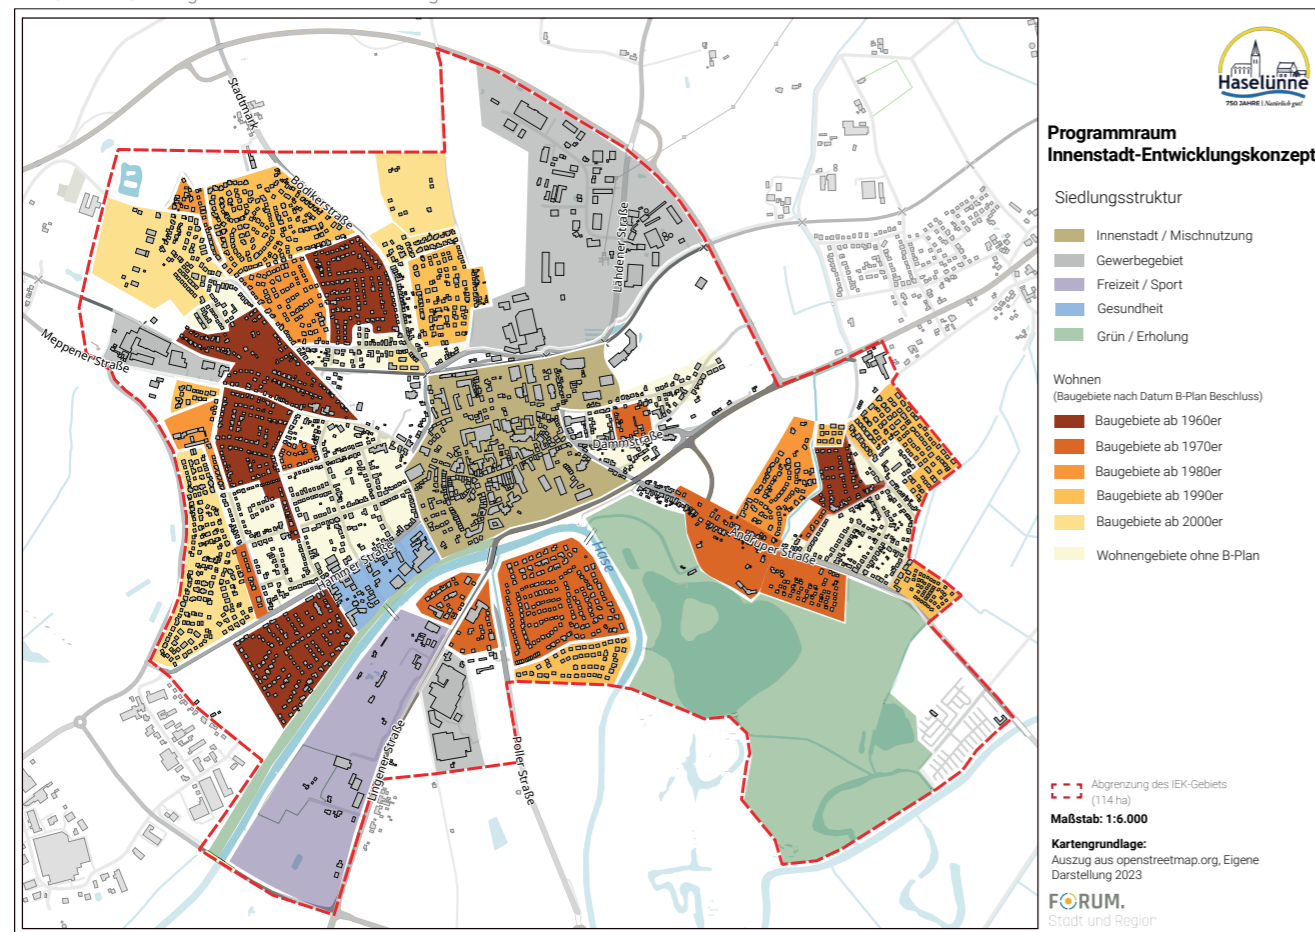 Haselünne
750 JAHRE | Natürlich gut!
Programmraum
Innenstadt-Entwicklungskonzept
Siedlungsstruktur
Innenstadt / Mischnutzung
Gewerbegebiet
Freizeit / Sport
Gesundheit
Grün / Erholung
Wohnen
(Baugebiete nach Datum B-Plan Beschluss)
Baugebiete ab 1960er
Baugebiete ab 1970er
Baugebiete ab 1980er
Baugebiete ab 1990er
Baugebiete ab 2000er
Wohnengebiete ohne B-Plan
Abgrenzung des IEK-Gebiets
(114 ha)
Maßstab: 1:6.000
Kartengrundlage:
Auszug aus openstreetmap.org, Eigene
Darstellung 2023
FORUM.
Stadt und Region
Stadtmark
Bödikerstraße
Lähdener Straße
Meppener Straße
Dammstraße
Andruper Straße
Hase
Straße
Lingener Straße
Poller Straße